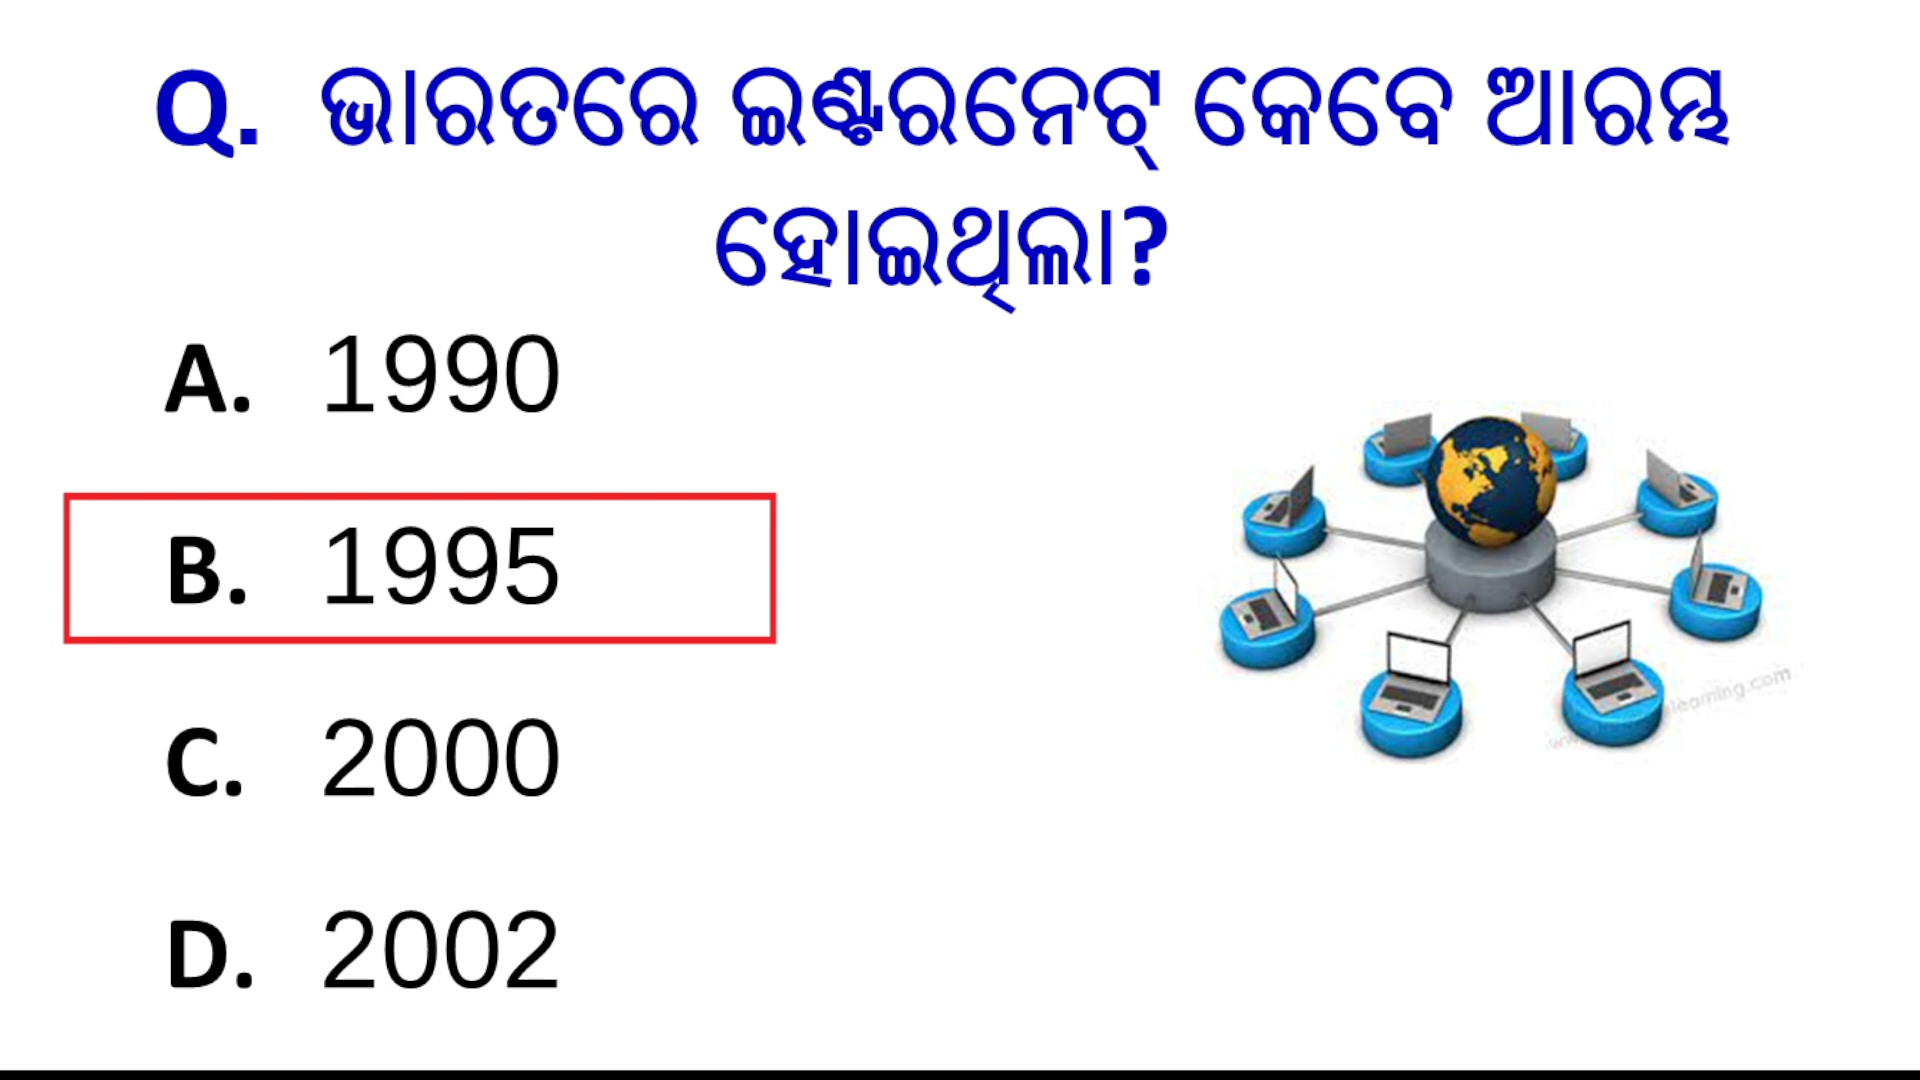 Q. ଭାରତରେ ଇଣ୍ଟରନେଟ୍ କେବେ ଆରମ୍ଭ
ହୋଇଥିଲା?
A. 1990
B. 1995
C. 2000
D. 2002